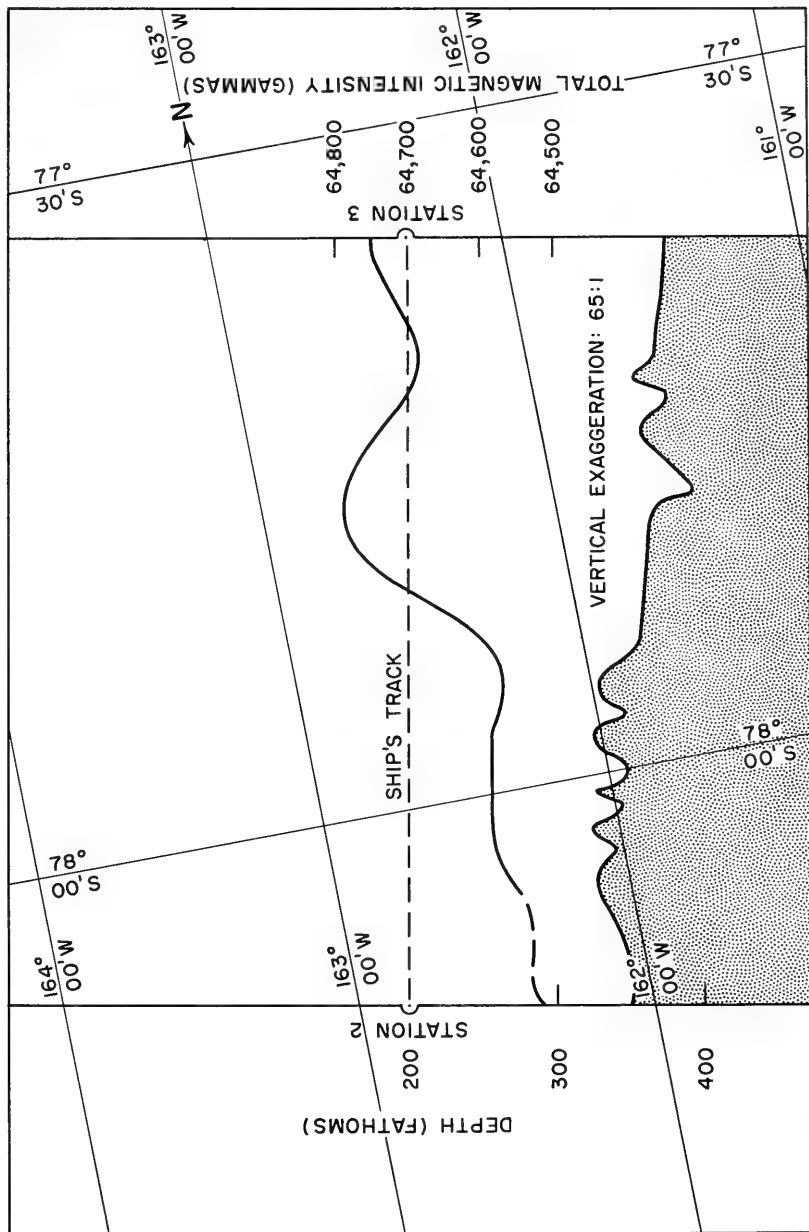 164°
00'W
163°
00'W
162°
00'W
161°
00'W
163°
00'W
162°
00'W
78°
00'S
78°
00'S
77°
30'S
77°
30'S
N
STATION 2
STATION 3
SHIP'S TRACK
VERTICAL EXAGGERATION: 65:1
DEPTH (FATHOMS)
200
300
400
TOTAL MAGNETIC INTENSITY (GAMMAS)
64,800
64,700
64,600
64,500